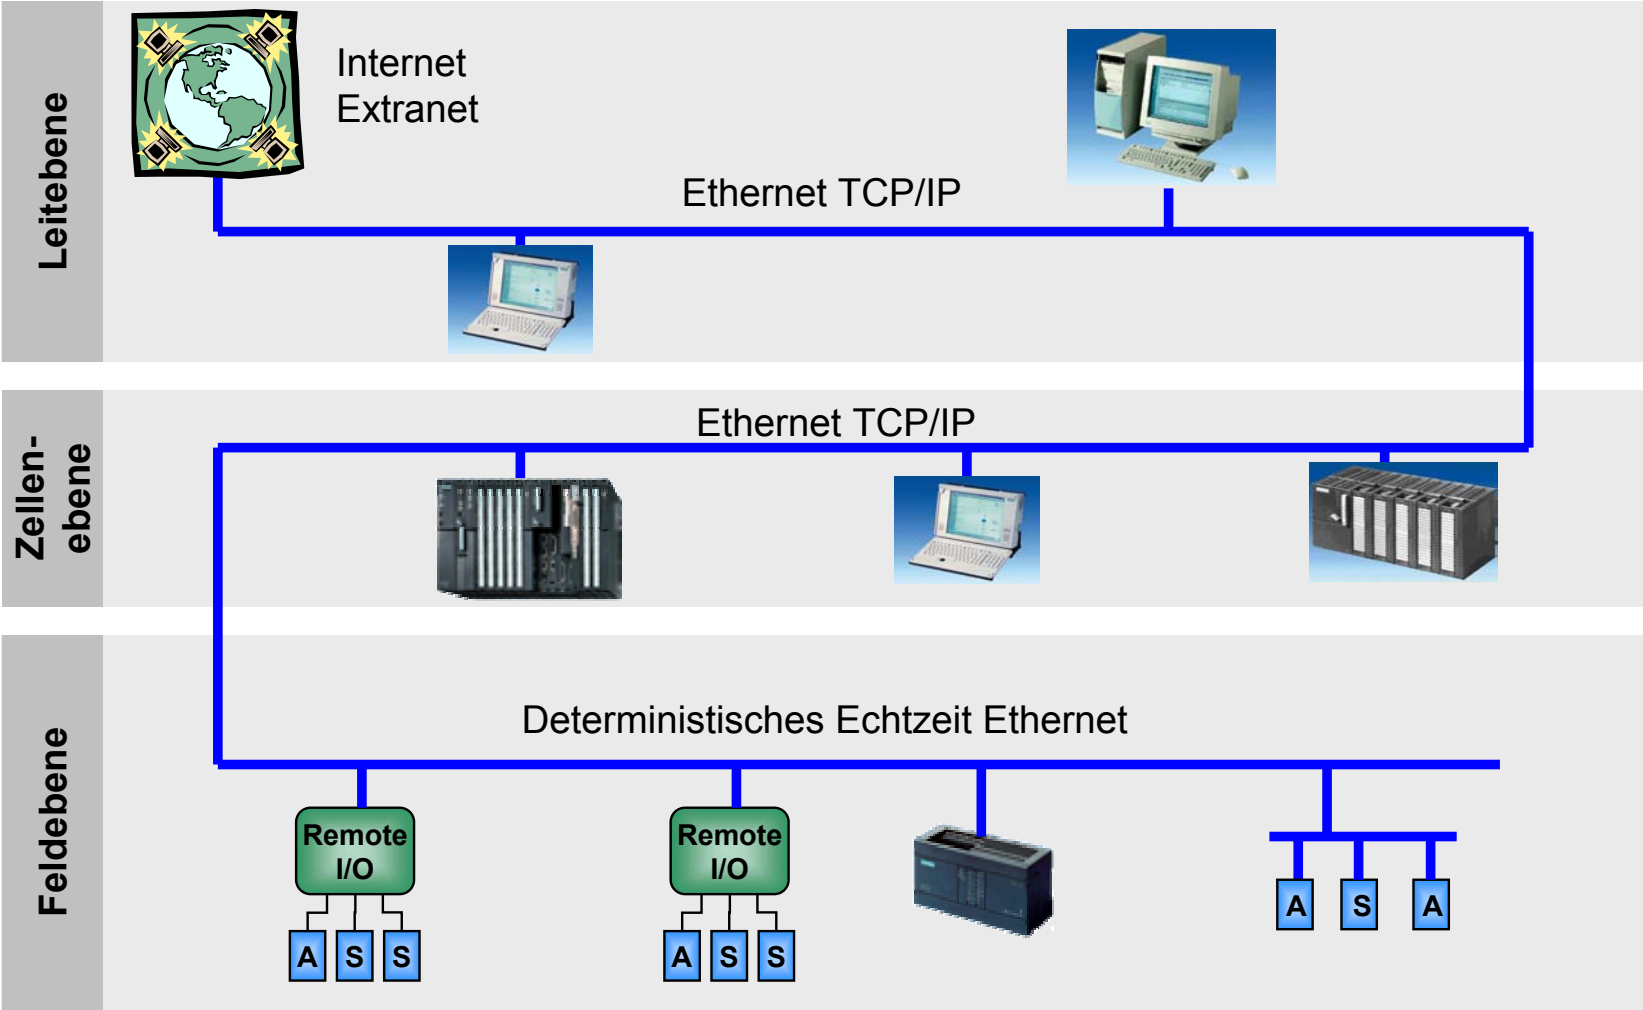 Leitebene
Internet
Extranet
Ethernet TCP/IP
Zellen-
ebene
Ethernet TCP/IP
Feldebene
Deterministisches Echtzeit Ethernet
Remote
I/O
A S S
Remote
I/O
A S S
A S A